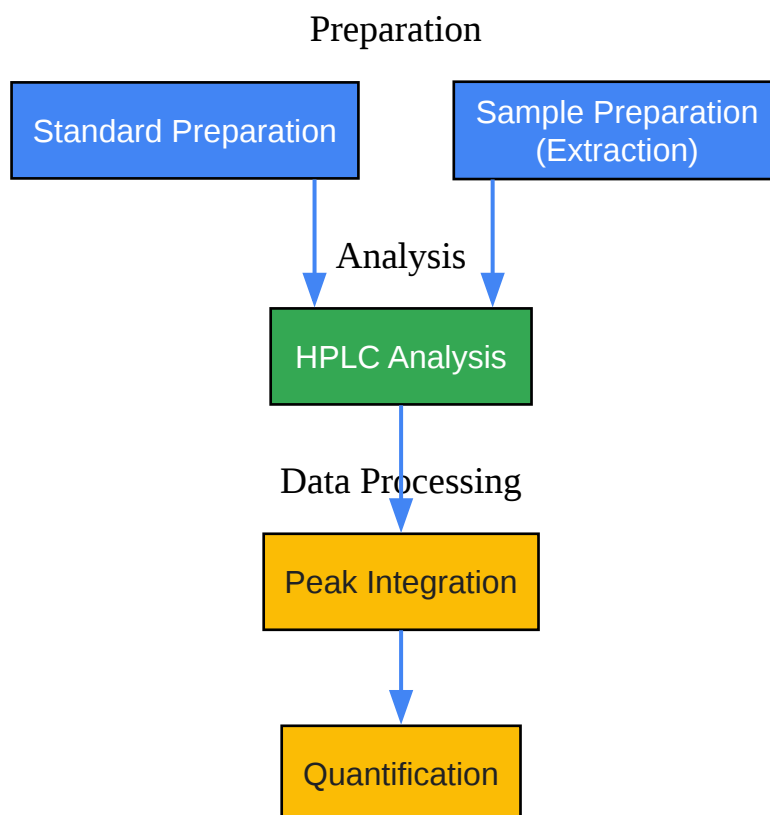 Preparation
Standard Preparation
Sample Preparation
(Extraction)
Analysis
HPLC Analysis
Data Processing
Peak Integration
Quantification